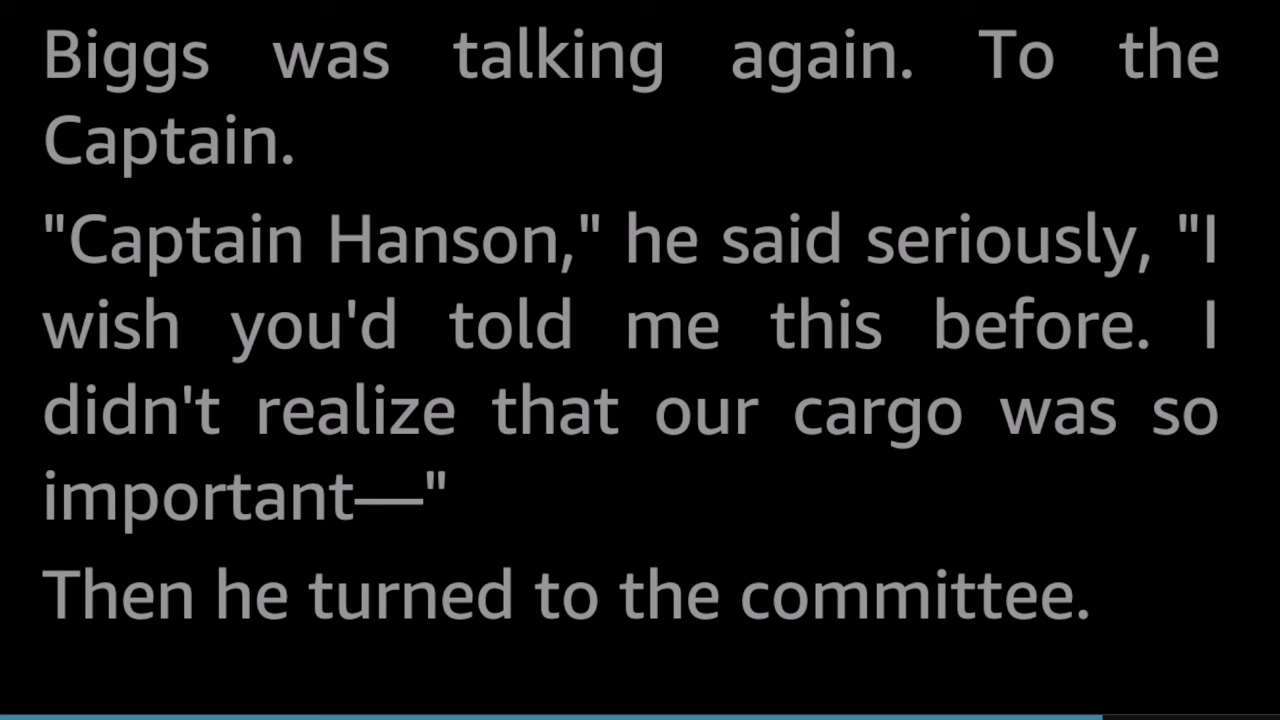 Biggs was talking again. To the
Captain.
"Captain Hanson," he said seriously, "I
wish you'd told me this before. I
didn't realize that our cargo was so
important—"
Then he turned to the committee.